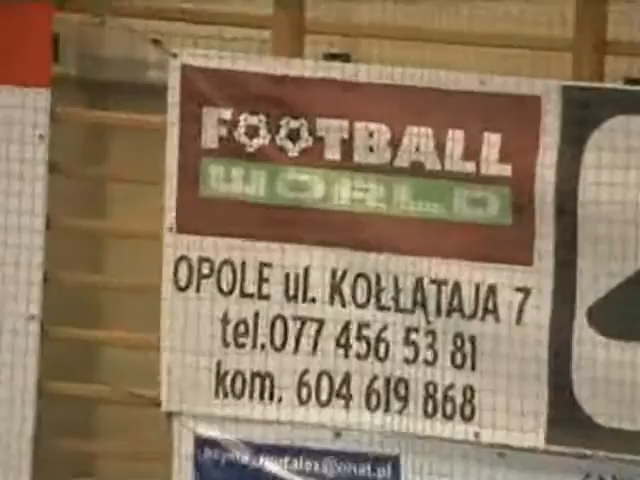 FOOTBALL
WORLD
OPOLE ul. KOŁŁĄTAJA 7
tel.077 456 53 81
kom. 604 619 868